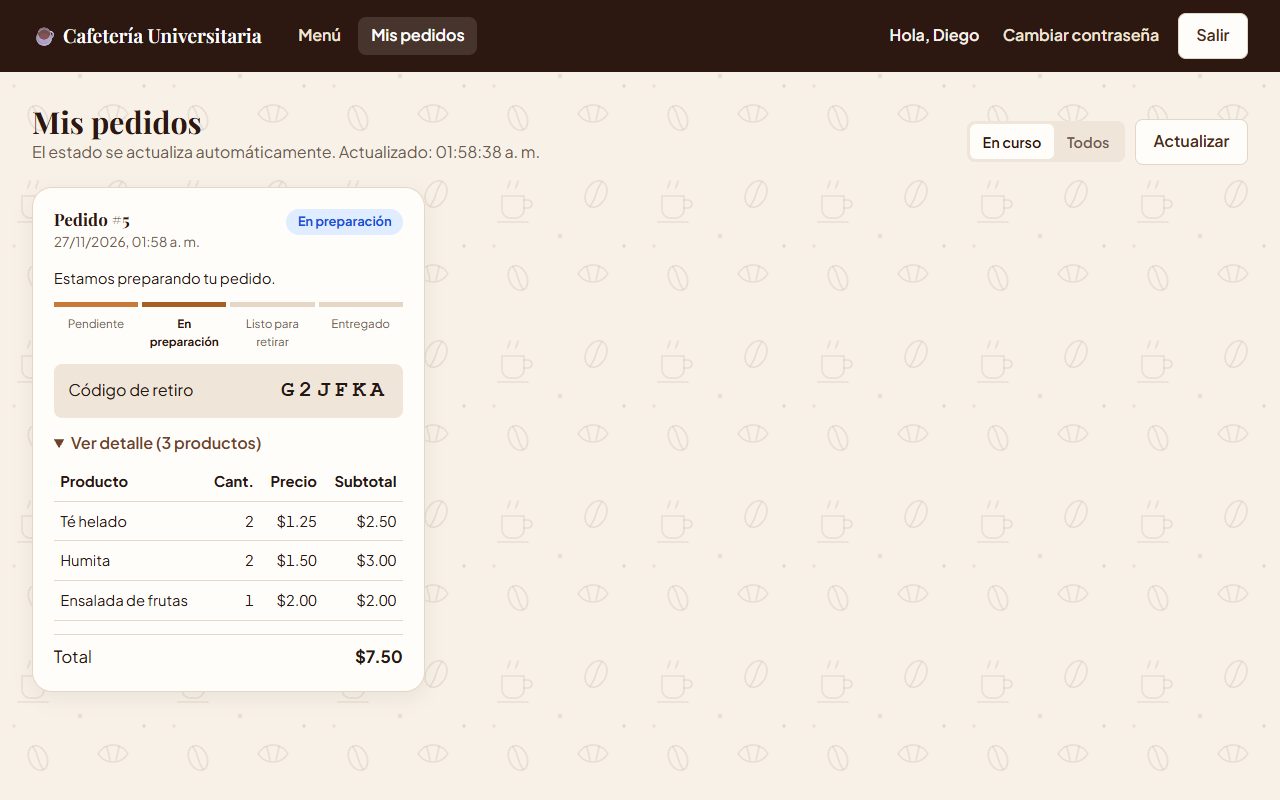 Cafetería Universitaria Menú Mis pedidos Hola, Diego Cambiar contraseña Salir
Mis pedidos
El estado se actualiza automáticamente. Actualizado: 01:58:38 a. m.
En curso Todos Actualizar
Pedido #5 En preparación
27/11/2026, 01:58 a. m.
Estamos preparando tu pedido.
Pendiente En preparación Listo para retirar Entregado
Código de retiro G2JFKA
▼ Ver detalle (3 productos)
Producto Cant. Precio Subtotal
Té helado 2 $1.25 $2.50
Humita 2 $1.50 $3.00
Ensalada de frutas 1 $2.00 $2.00
Total $7.50